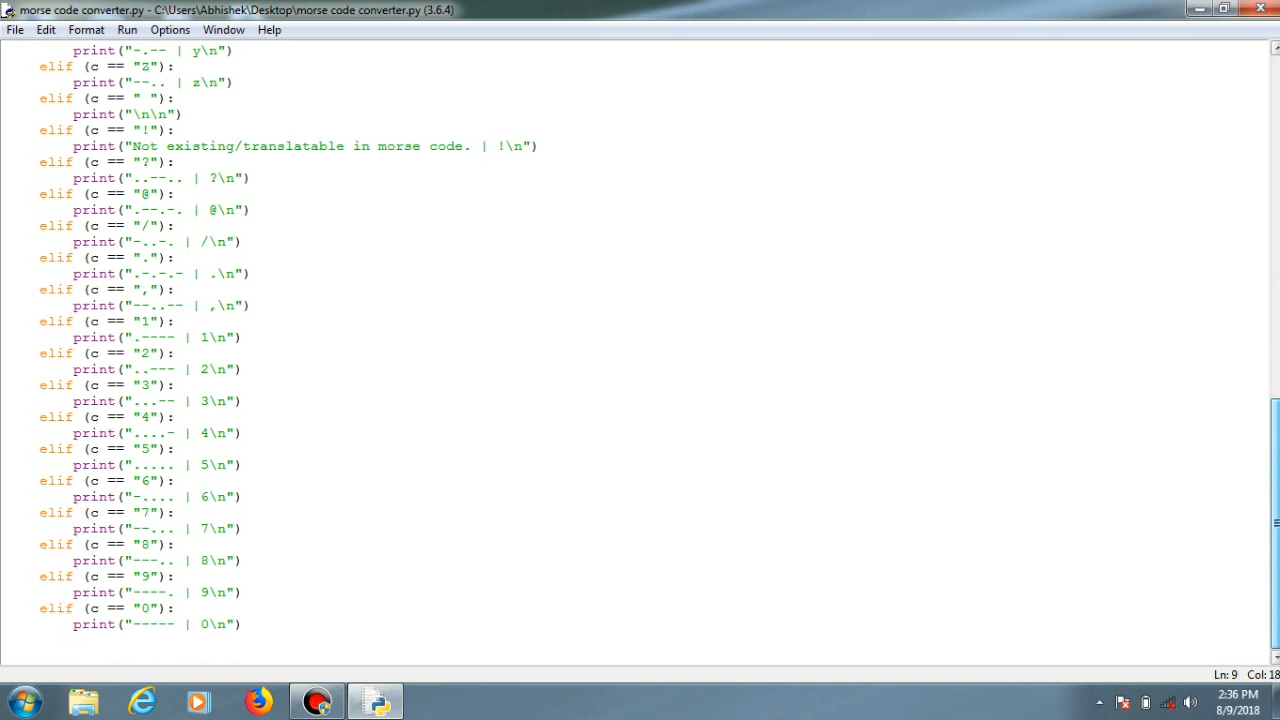 morse code converter.py - C:\Users\Abhishek\Desktop\morse code converter.py (3.6.4)
File Edit Format Run Options Window Help
        print("-.-- | y\n")
    elif (c == "Z"):
        print("--.. | z\n")
    elif (c == " "):
        print("\n\n")
    elif (c == "!"):
        print("Not existing/translatable in morse code. | !\n")
    elif (c == "?"):
        print("..--.. | ?\n")
    elif (c == "@"):
        print(".--.-. | @\n")
    elif (c == "/"):
        print("-..-. | /\n")
    elif (c == "."):
        print(".-.-.- | .\n")
    elif (c == ","):
        print("--..-- | ,\n")
    elif (c == "1"):
        print(".---- | 1\n")
    elif (c == "2"):
        print("..--- | 2\n")
    elif (c == "3"):
        print("...-- | 3\n")
    elif (c == "4"):
        print("....- | 4\n")
    elif (c == "5"):
        print("..... | 5\n")
    elif (c == "6"):
        print("-.... | 6\n")
    elif (c == "7"):
        print("--... | 7\n")
    elif (c == "8"):
        print("---.. | 8\n")
    elif (c == "9"):
        print("----. | 9\n")
    elif (c == "0"):
        print("----- | 0\n")
Ln: 9 Col: 18
2:36 PM
8/9/2018